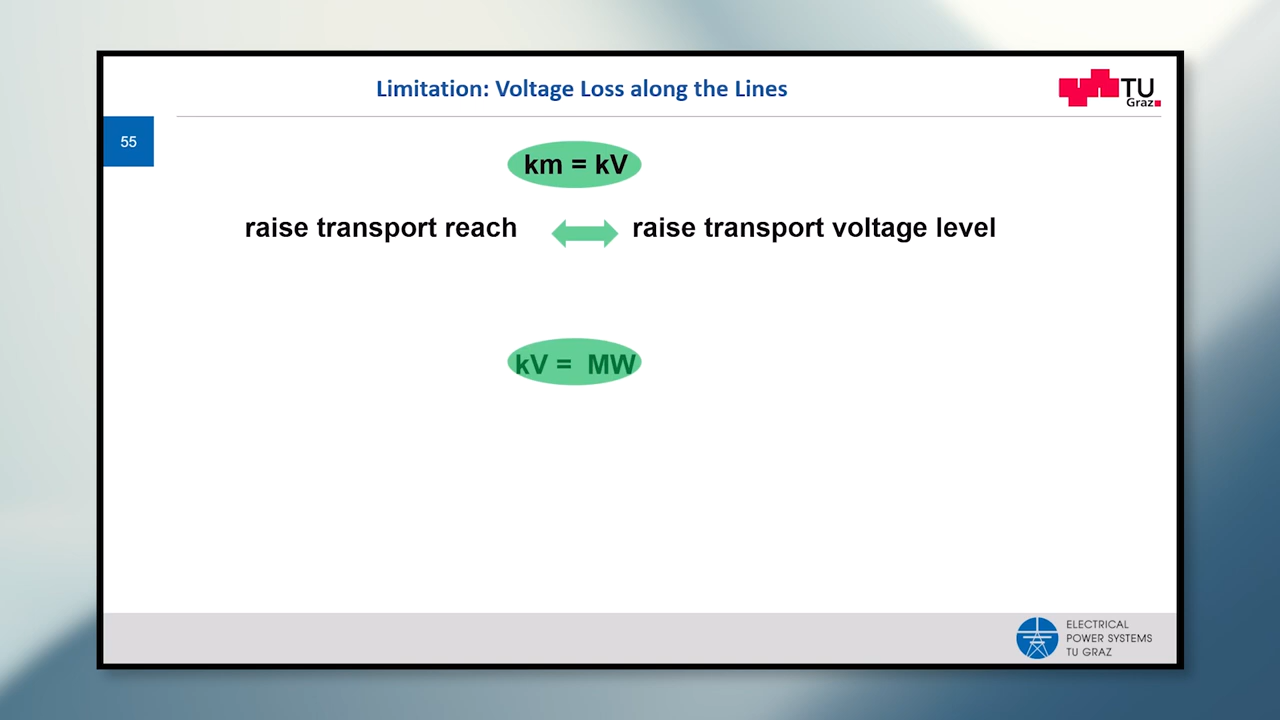 Limitation: Voltage Loss along the Lines
TU
Graz
55
km = kV
raise transport reach
raise transport voltage level
kV = MW
ELECTRICAL
POWER SYSTEMS
TU GRAZ